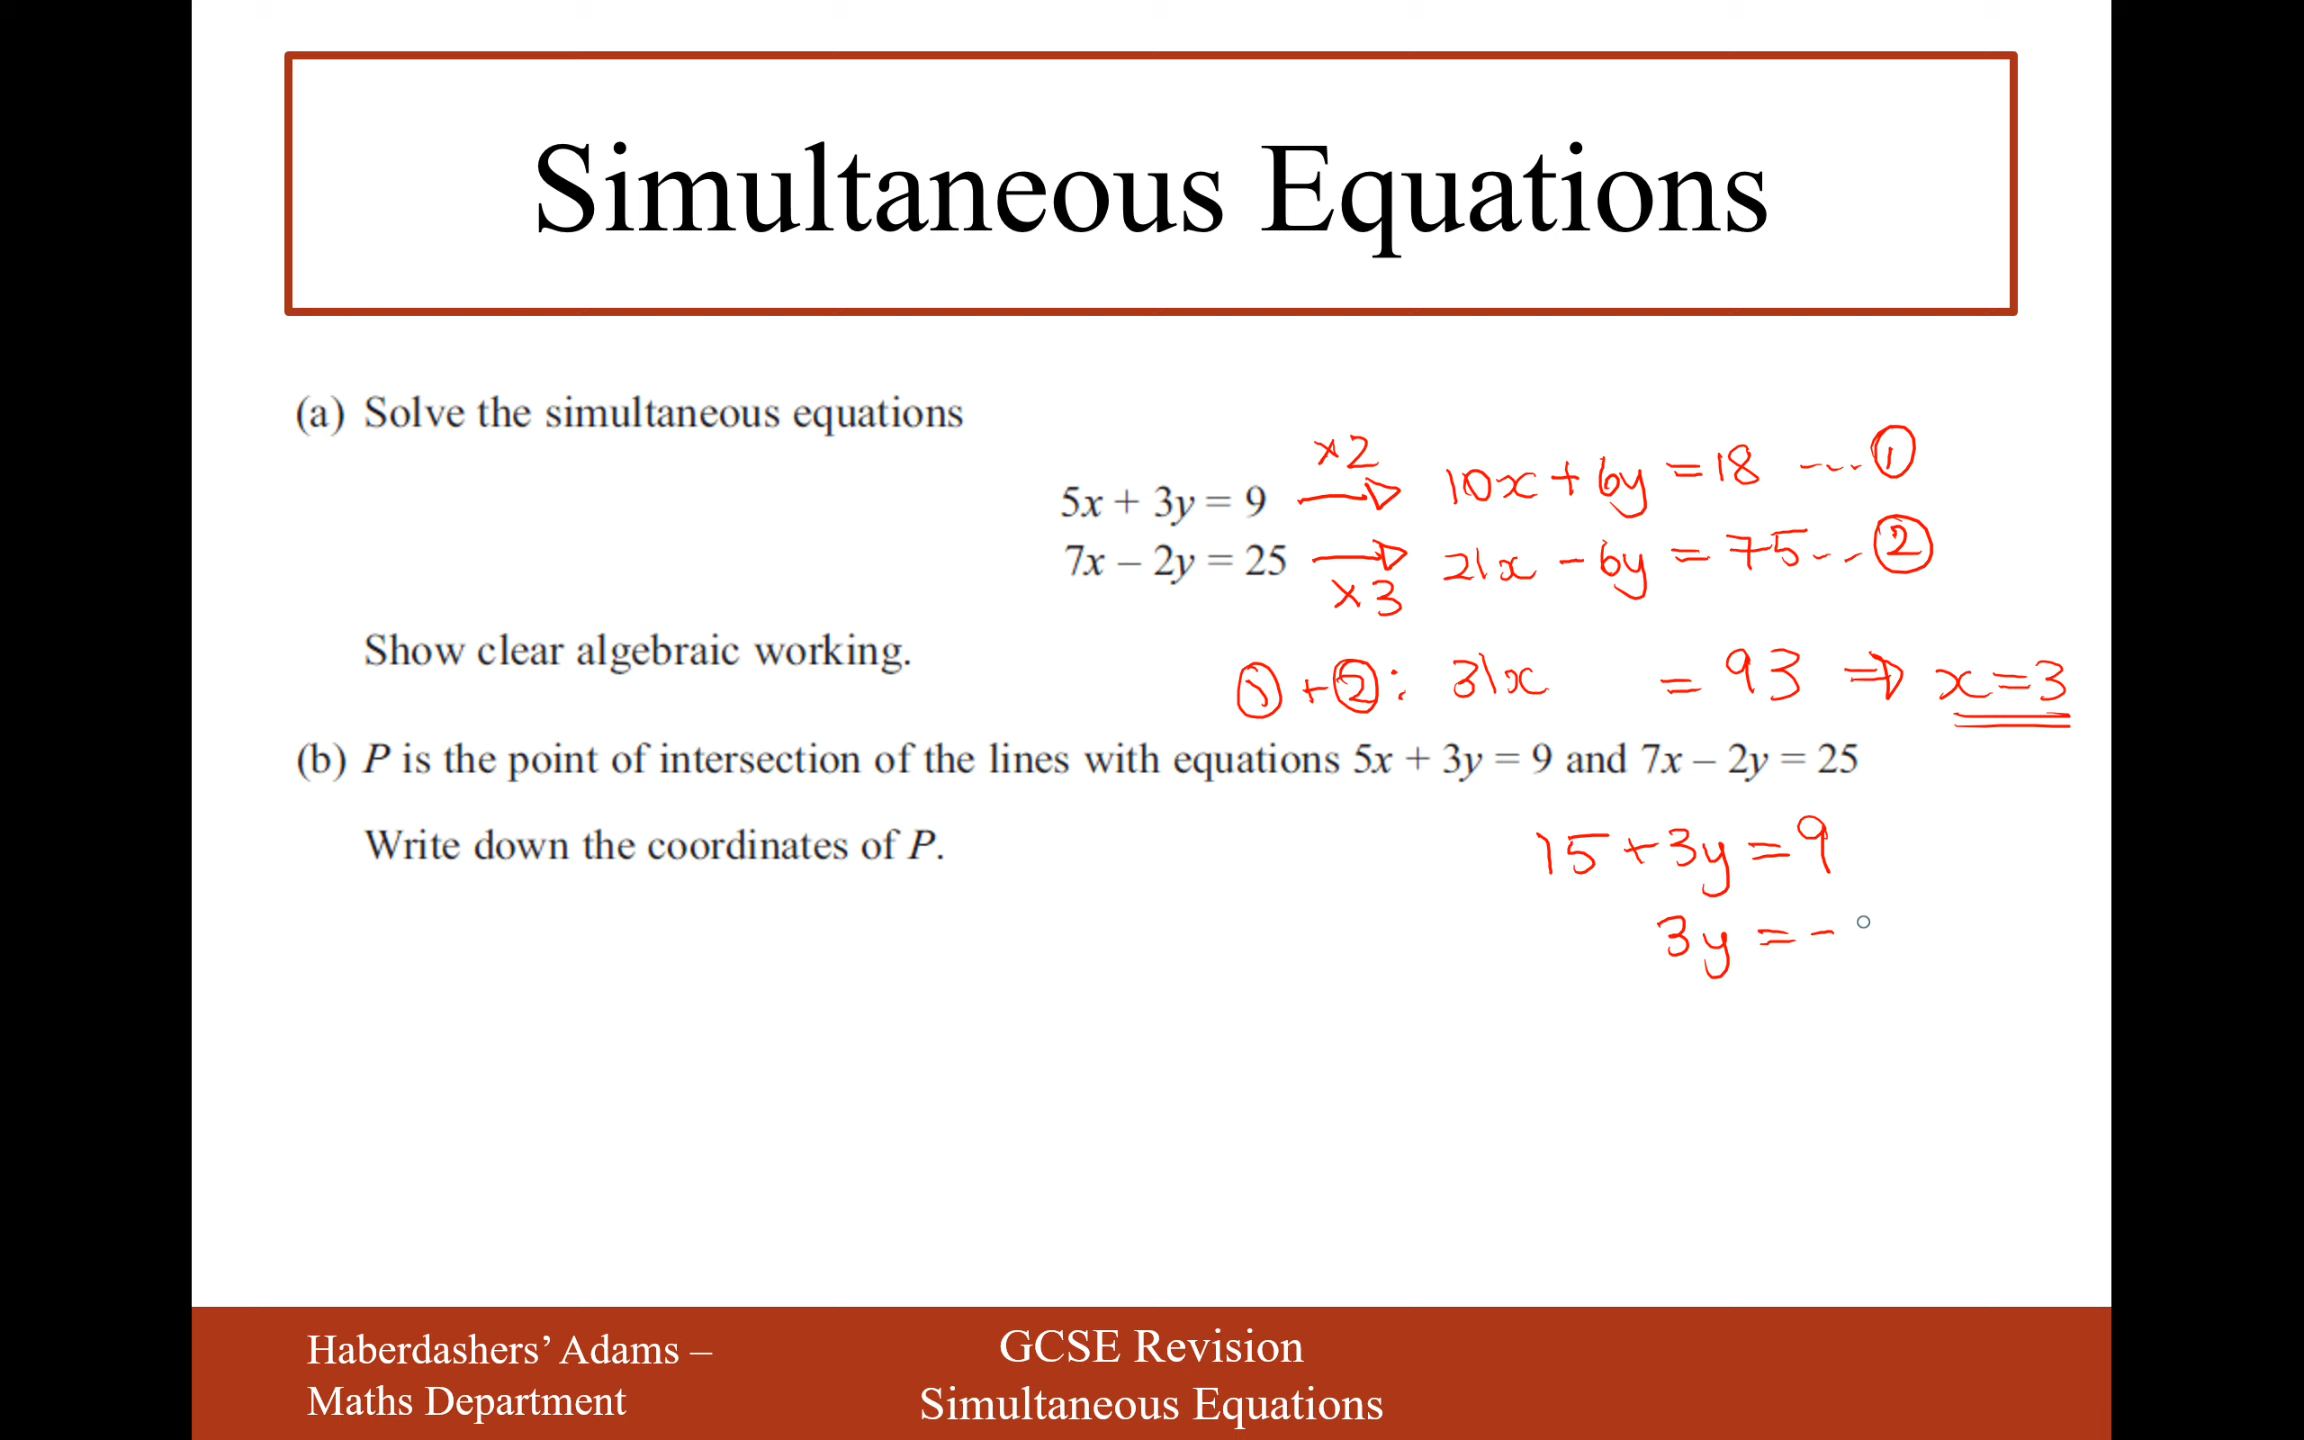 Simultaneous Equations
(a) Solve the simultaneous equations
×2
5x + 3y = 9 → 10x + 6y = 18 ---①
7x – 2y = 25 → 21x - 6y = 75--②
×3
Show clear algebraic working.
① + ②: 31x = 93 ⇒ x = 3
(b) P is the point of intersection of the lines with equations 5x + 3y = 9 and 7x – 2y = 25
Write down the coordinates of P.
15 + 3y = 9
3y = -
Haberdashers’ Adams –
Maths Department
GCSE Revision
Simultaneous Equations